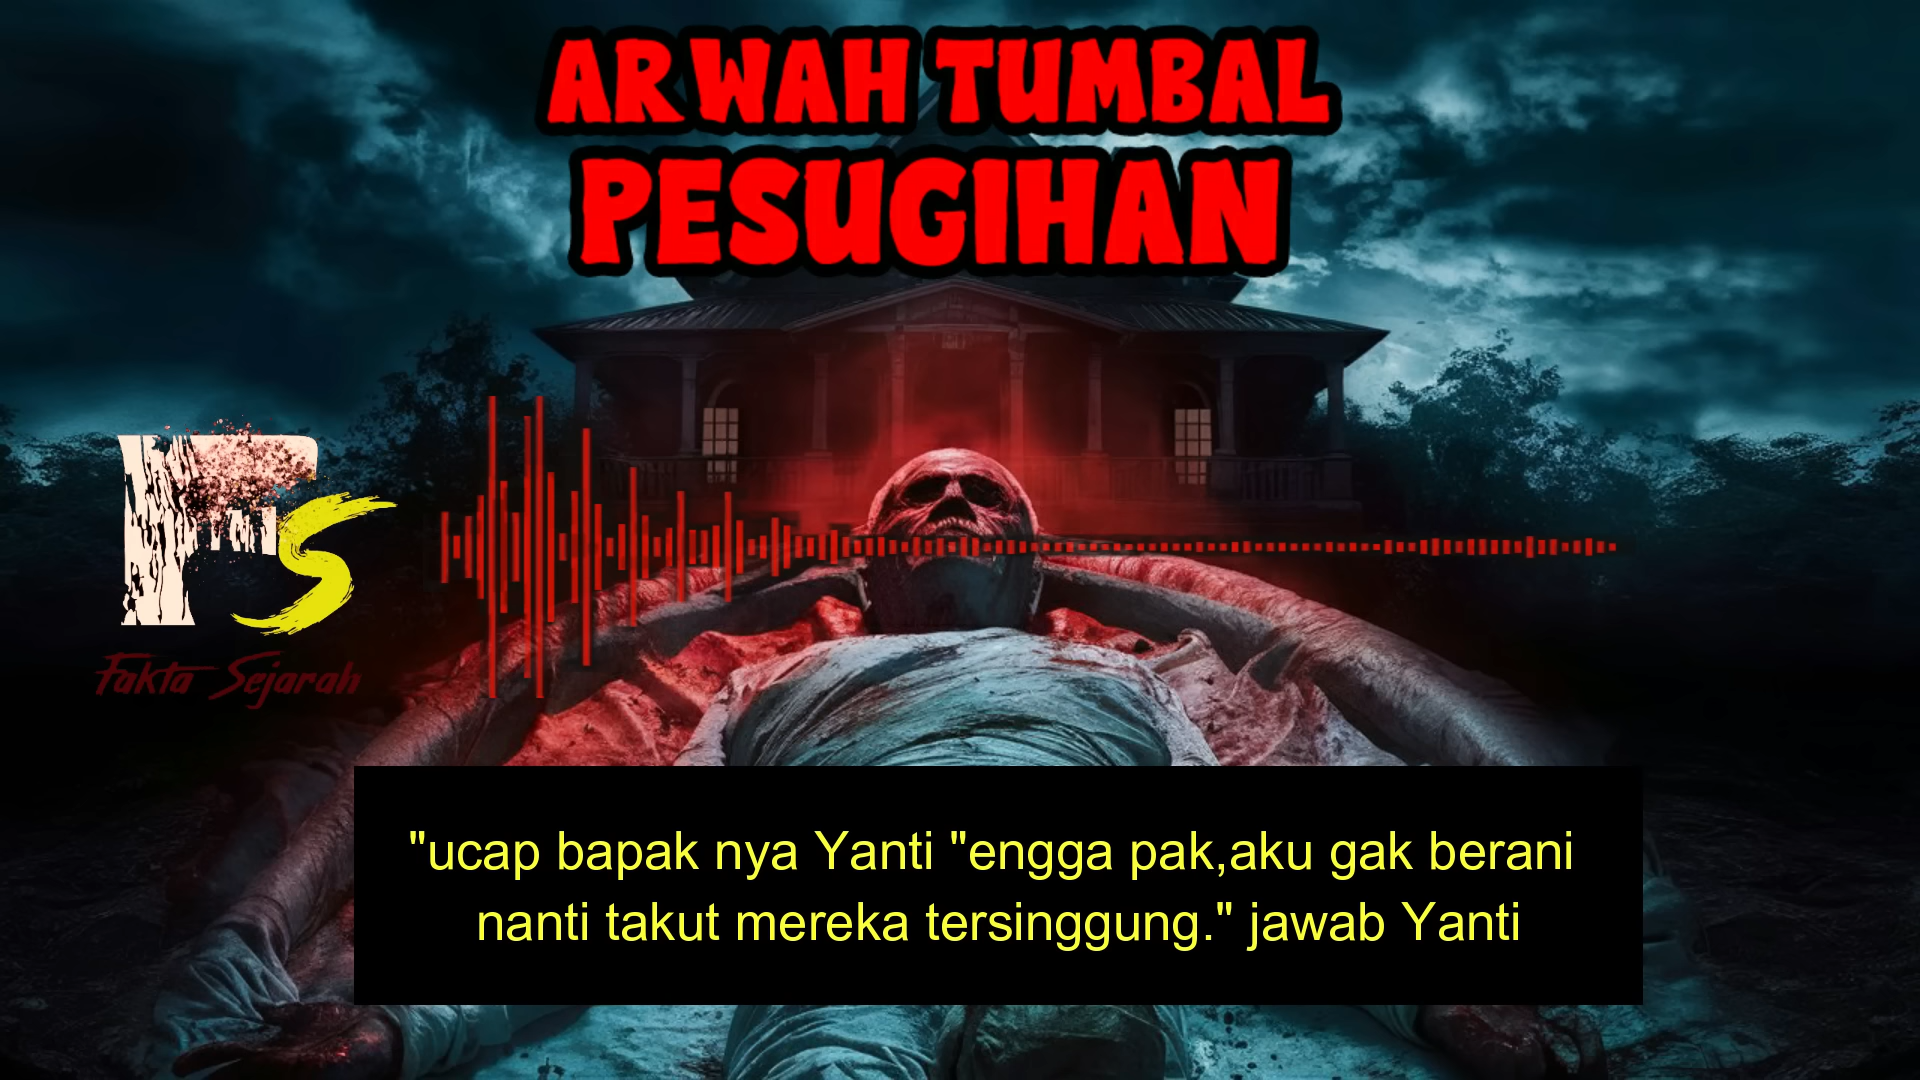 ARWAH TUMBAL
PESUGIHAN
FS
Fakta Sejarah
"ucap bapak nya Yanti "engga pak,aku gak berani
nanti takut mereka tersinggung." jawab Yanti